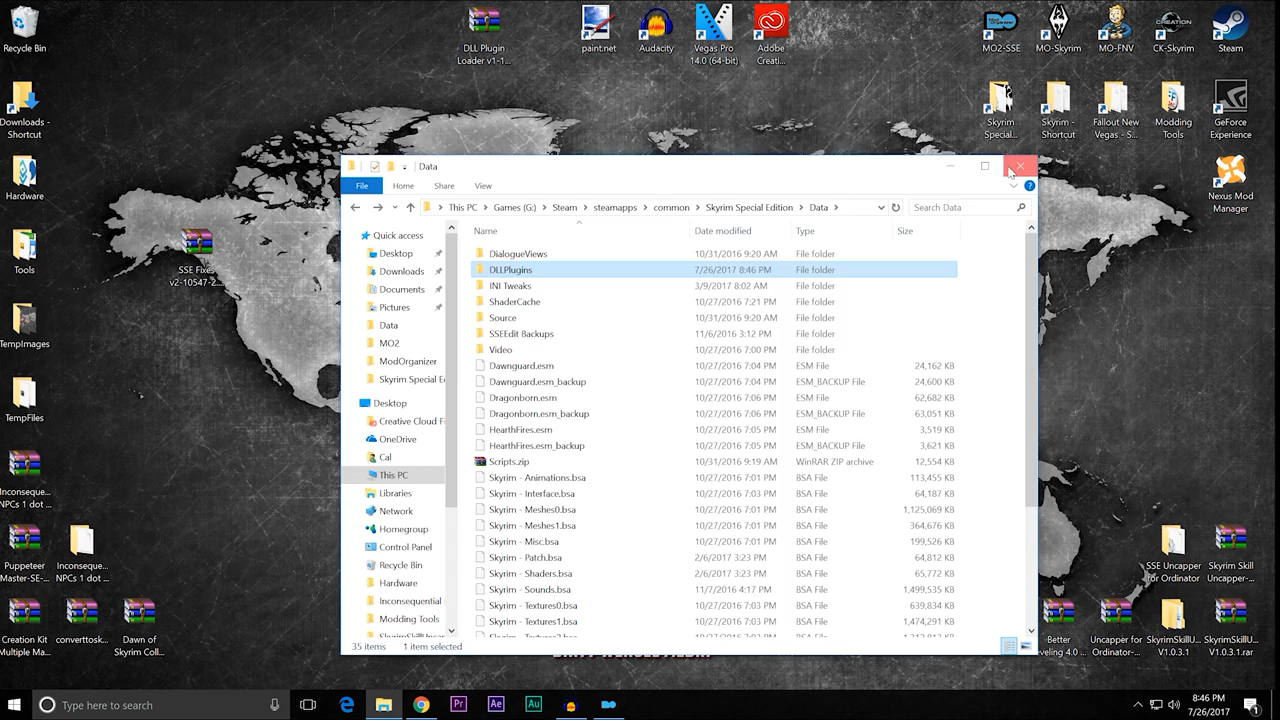 Recycle Bin
DLL Plugin
Loader v1-1...
paint.net
Audacity
Vegas Pro
14.0 (64-bit)
Adobe
Creati...
MO2-SSE
MO-Skyrim
MO-FNV
CREATION
CK-Skyrim
Steam
Downloads -
Shortcut
Skyrim
Special...
Skyrim -
Shortcut
Fallout New
Vegas - S...
Modding
Tools
GeForce
Experience
Hardware
Nexus Mod
Manager
Tools
SSE Fixes
v2-10547-2...
TempImages
TempFiles
Inconseque...
NPCs 1 dot ...
Puppeteer
Master-SE-...
Inconseque...
NPCs 1 dot ...
Creation Kit
Multiple Ma...
converttosk...
Dawn of
Skyrim Coll...
SSE Uncapper
for Ordinator
Skyrim Skill
Uncapper-...
Better
Uncapper for
Ordinator-...
SkyrimSkillU...
V1.0.3.1
SkyrimSkillU...
V1.0.3.1.rar
Data
File Home Share View
This PC > Games (G:) > Steam > steamapps > common > Skyrim Special Edition > Data >
Search Data
Quick access
Desktop
Downloads
Documents
Pictures
Data
MO2
ModOrganizer
Skyrim Special E
Desktop
Creative Cloud Fi
OneDrive
Cal
This PC
Libraries
Network
Homegroup
Control Panel
Recycle Bin
Hardware
Inconsequential
Modding Tools
Name Date modified Type Size
DialogueViews 10/31/2016 9:20 AM File folder
DLLPlugins 7/26/2017 8:46 PM File folder
INI Tweaks 3/9/2017 8:02 AM File folder
ShaderCache 10/27/2016 7:21 PM File folder
Source 10/31/2016 9:20 AM File folder
SSEEdit Backups 11/6/2016 3:12 PM File folder
Video 10/27/2016 7:00 PM File folder
Dawnguard.esm 10/27/2016 7:04 PM ESM File 24,162 KB
Dawnguard.esm_backup 10/27/2016 7:04 PM ESM_BACKUP File 24,600 KB
Dragonborn.esm 10/27/2016 7:06 PM ESM File 62,682 KB
Dragonborn.esm_backup 10/27/2016 7:06 PM ESM_BACKUP File 63,051 KB
HearthFires.esm 10/27/2016 7:05 PM ESM File 3,519 KB
HearthFires.esm_backup 10/27/2016 7:05 PM ESM_BACKUP File 3,621 KB
Scripts.zip 10/31/2016 9:19 AM WinRAR ZIP archive 12,554 KB
Skyrim - Animations.bsa 10/27/2016 7:01 PM BSA File 113,455 KB
Skyrim - Interface.bsa 10/27/2016 7:03 PM BSA File 64,187 KB
Skyrim - Meshes0.bsa 10/27/2016 7:03 PM BSA File 1,125,069 KB
Skyrim - Meshes1.bsa 10/27/2016 7:03 PM BSA File 364,676 KB
Skyrim - Misc.bsa 10/27/2016 7:01 PM BSA File 199,526 KB
Skyrim - Patch.bsa 2/6/2017 3:23 PM BSA File 64,812 KB
Skyrim - Shaders.bsa 2/6/2017 3:23 PM BSA File 65,772 KB
Skyrim - Sounds.bsa 11/7/2016 4:17 PM BSA File 1,499,535 KB
Skyrim - Textures0.bsa 10/27/2016 7:03 PM BSA File 639,834 KB
Skyrim - Textures1.bsa 10/27/2016 7:03 PM BSA File 1,474,291 KB
35 items 1 item selected
Type here to search
Pr
Ae
Au
8:46 PM
7/26/2017